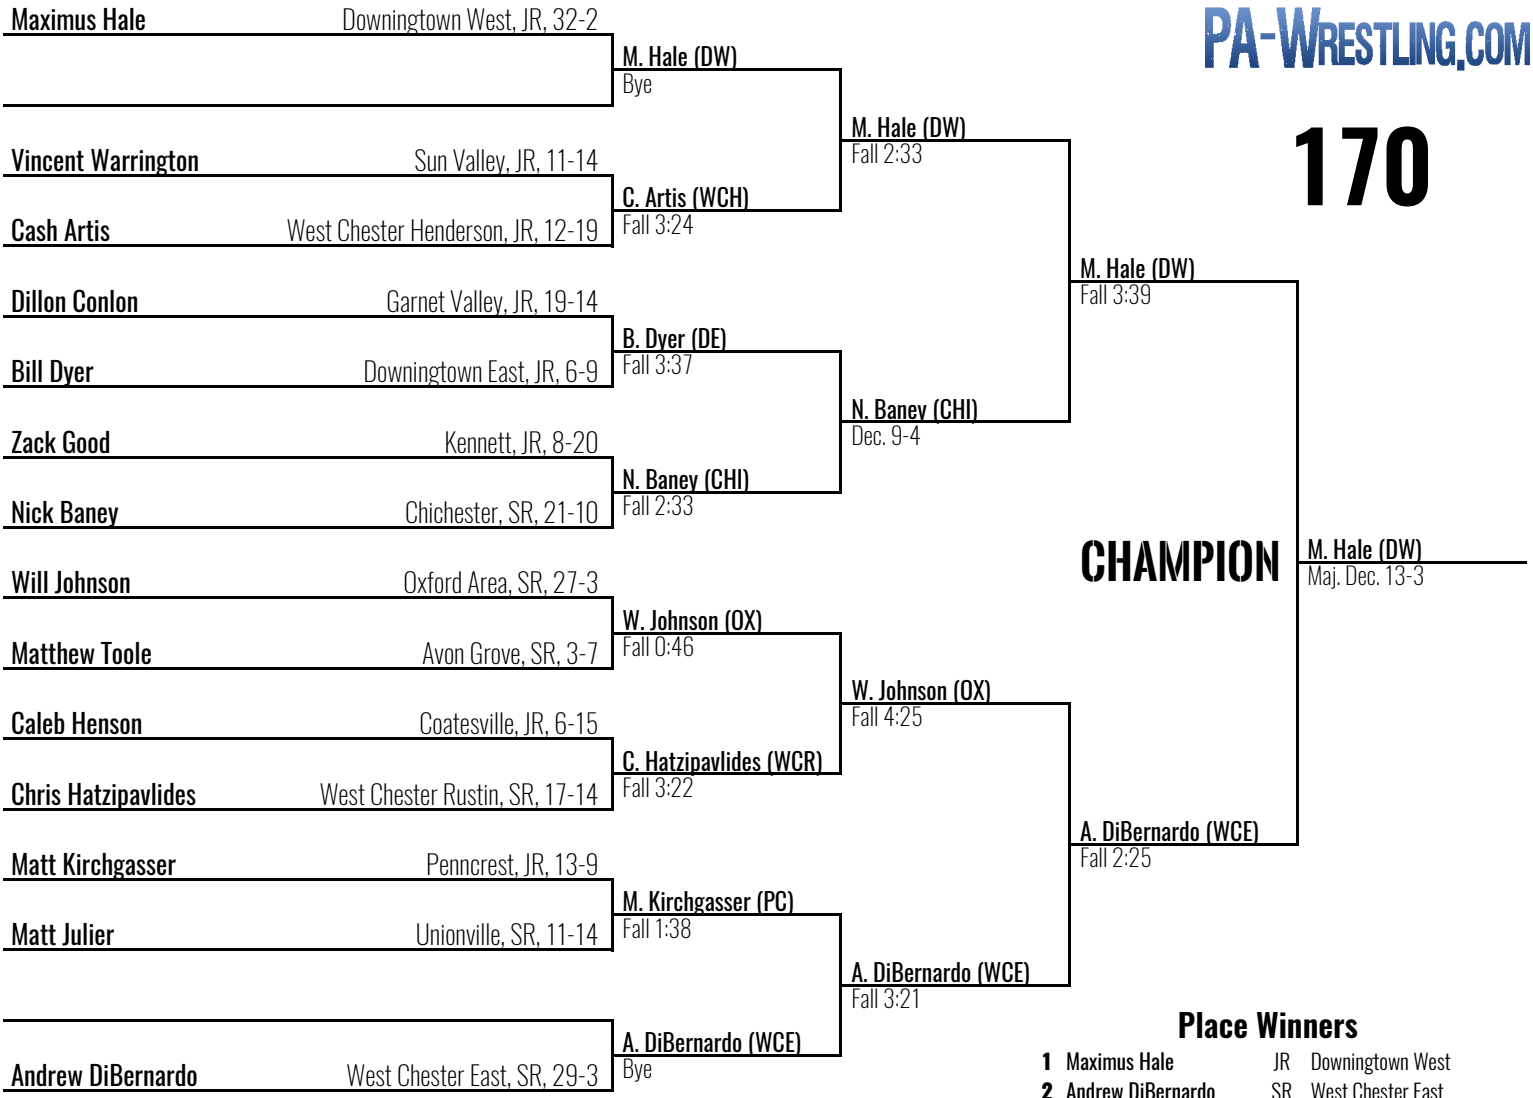 Maximus Hale Downingtown West, JR, 32-2
PA-WRESTLING.COM
M. Hale (DW)
Bye
M. Hale (DW)
Fall 2:33
170
Vincent Warrington Sun Valley, JR, 11-14
C. Artis (WCH)
Fall 3:24
Cash Artis West Chester Henderson, JR, 12-19
M. Hale (DW)
Fall 3:39
Dillon Conlon Garnet Valley, JR, 19-14
B. Dyer (DE)
Fall 3:37
Bill Dyer Downingtown East, JR, 6-9
N. Baney (CHI)
Dec. 9-4
Zack Good Kennett, JR, 8-20
N. Baney (CHI)
Fall 2:33
Nick Baney Chichester, SR, 21-10
CHAMPION
M. Hale (DW)
Maj. Dec. 13-3
Will Johnson Oxford Area, SR, 27-3
W. Johnson (OX)
Fall 0:46
Matthew Toole Avon Grove, SR, 3-7
W. Johnson (OX)
Fall 4:25
Caleb Henson Coatesville, JR, 6-15
C. Hatzipavlides (WCR)
Fall 3:22
Chris Hatzipavlides West Chester Rustin, SR, 17-14
A. DiBernardo (WCE)
Fall 2:25
Matt Kirchgasser Penncrest, JR, 13-9
M. Kirchgasser (PC)
Fall 1:38
Matt Julier Unionville, SR, 11-14
A. DiBernardo (WCE)
Fall 3:21
A. DiBernardo (WCE)
Bye
Andrew DiBernardo West Chester East, SR, 29-3
Place Winners
1 Maximus Hale JR Downingtown West
2 Andrew DiBernardo SR West Chester East